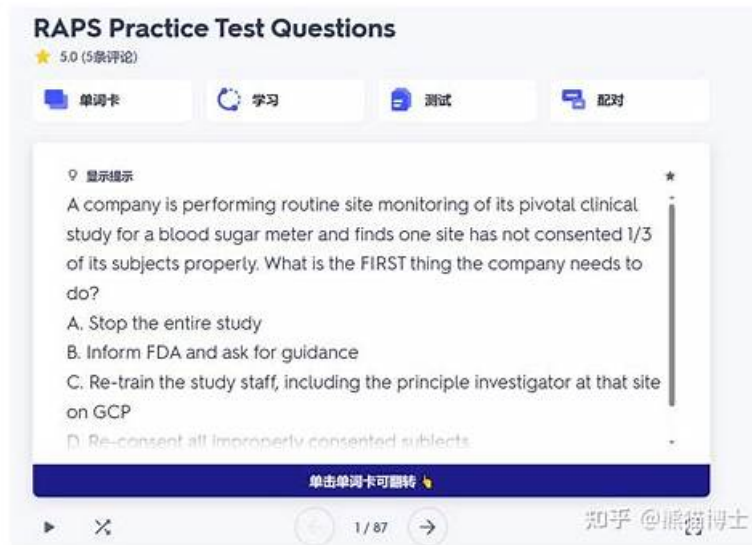 RAPS Practice Test Questions
5.0 (5条评论)
单词卡
学习
测试
配对
显示提示
A company is performing routine site monitoring of its pivotal clinical
study for a blood sugar meter and finds one site has not consented 1/3
of its subjects properly. What is the FIRST thing the company needs to
do?
A. Stop the entire study
B. Inform FDA and ask for guidance
C. Re-train the study staff, including the principle investigator at that site
on GCP
D. Re-consent all improperly consented subjects
单击单词卡可翻转
1 / 87
知乎 @熊猫博士